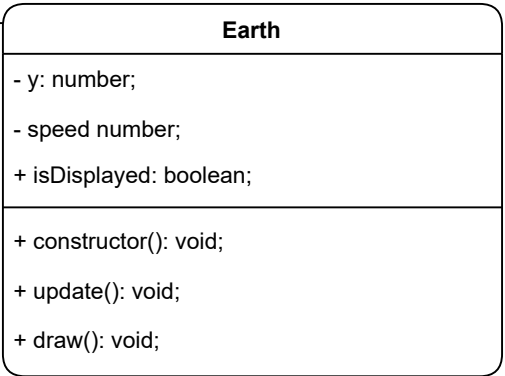 Earth
- y: number;
- speed number;
+ isDisplayed: boolean;
+ constructor(): void;
+ update(): void;
+ draw(): void;